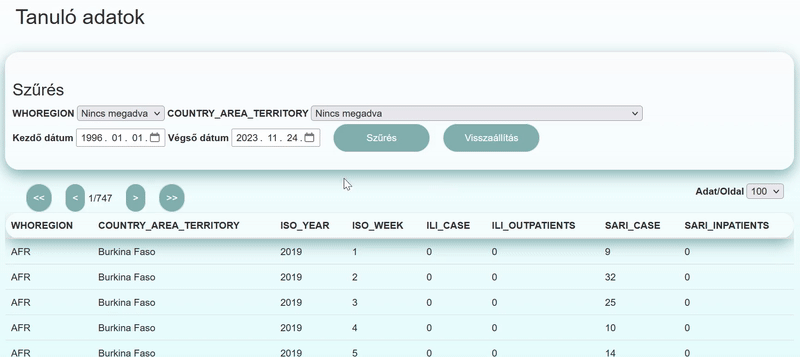 Tanuló adatok
Szűrés
WHOREGION Nincs megadva COUNTRY_AREA_TERRITORY Nincs megadva
Kezdő dátum 1996. 01. 01. Végső dátum 2023. 11. 24. Szűrés Visszaállítás
<< < 1/747 > >> Adat/Oldal 100
WHOREGION COUNTRY_AREA_TERRITORY ISO_YEAR ISO_WEEK ILI_CASE ILI_OUTPATIENTS SARI_CASE SARI_INPATIENTS
AFR Burkina Faso 2019 1 0 0 9 0
AFR Burkina Faso 2019 2 0 0 32 0
AFR Burkina Faso 2019 3 0 0 25 0
AFR Burkina Faso 2019 4 0 0 10 0
AFR Burkina Faso 2019 5 0 0 14 0